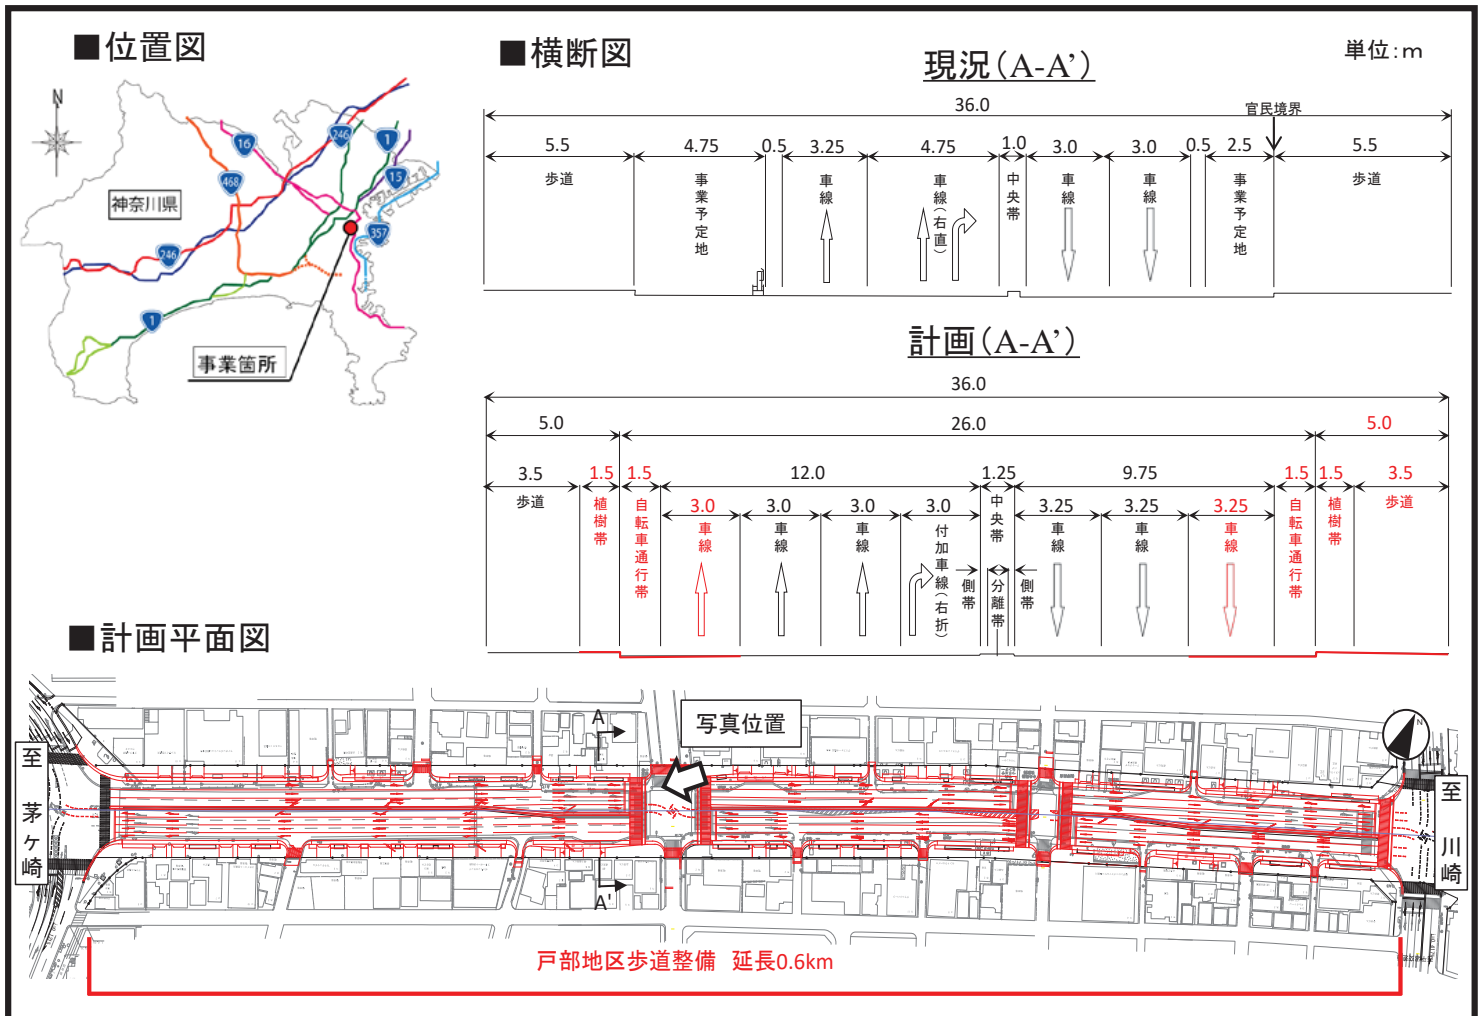 ■位置図
N
16
246
1
468
15
神奈川県
357
246
1
事業箇所
■横断図
単位:m
現況(A-A')
36.0
官民境界
5.5
4.75
0.5
3.25
4.75
1.0
3.0
3.0
0.5
2.5
5.5
歩道
事業予定地
車線
車線(右直)
中央帯
車線
車線
事業予定地
歩道
計画(A-A')
36.0
5.0
26.0
5.0
3.5
1.5
1.5
12.0
1.25
9.75
1.5
1.5
3.5
歩道
植樹帯
自転車通行帯
3.0
3.0
3.0
3.0
中央帯
3.25
3.25
3.25
自転車通行帯
植樹帯
歩道
車線
車線
車線
付加車線(右折)
側帯
分離帯
側帯
車線
車線
車線
■計画平面図
A
写真位置
N
至 茅ヶ崎
至 川崎
A'
戸部地区歩道整備 延長0.6km